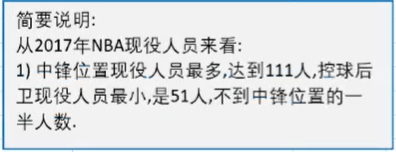 简要说明:
从2017年NBA现役人员来看:
1) 中锋位置现役人员最多,达到111人,控球后
卫现役人员最小,是51人,不到中锋位置的一
半人数.